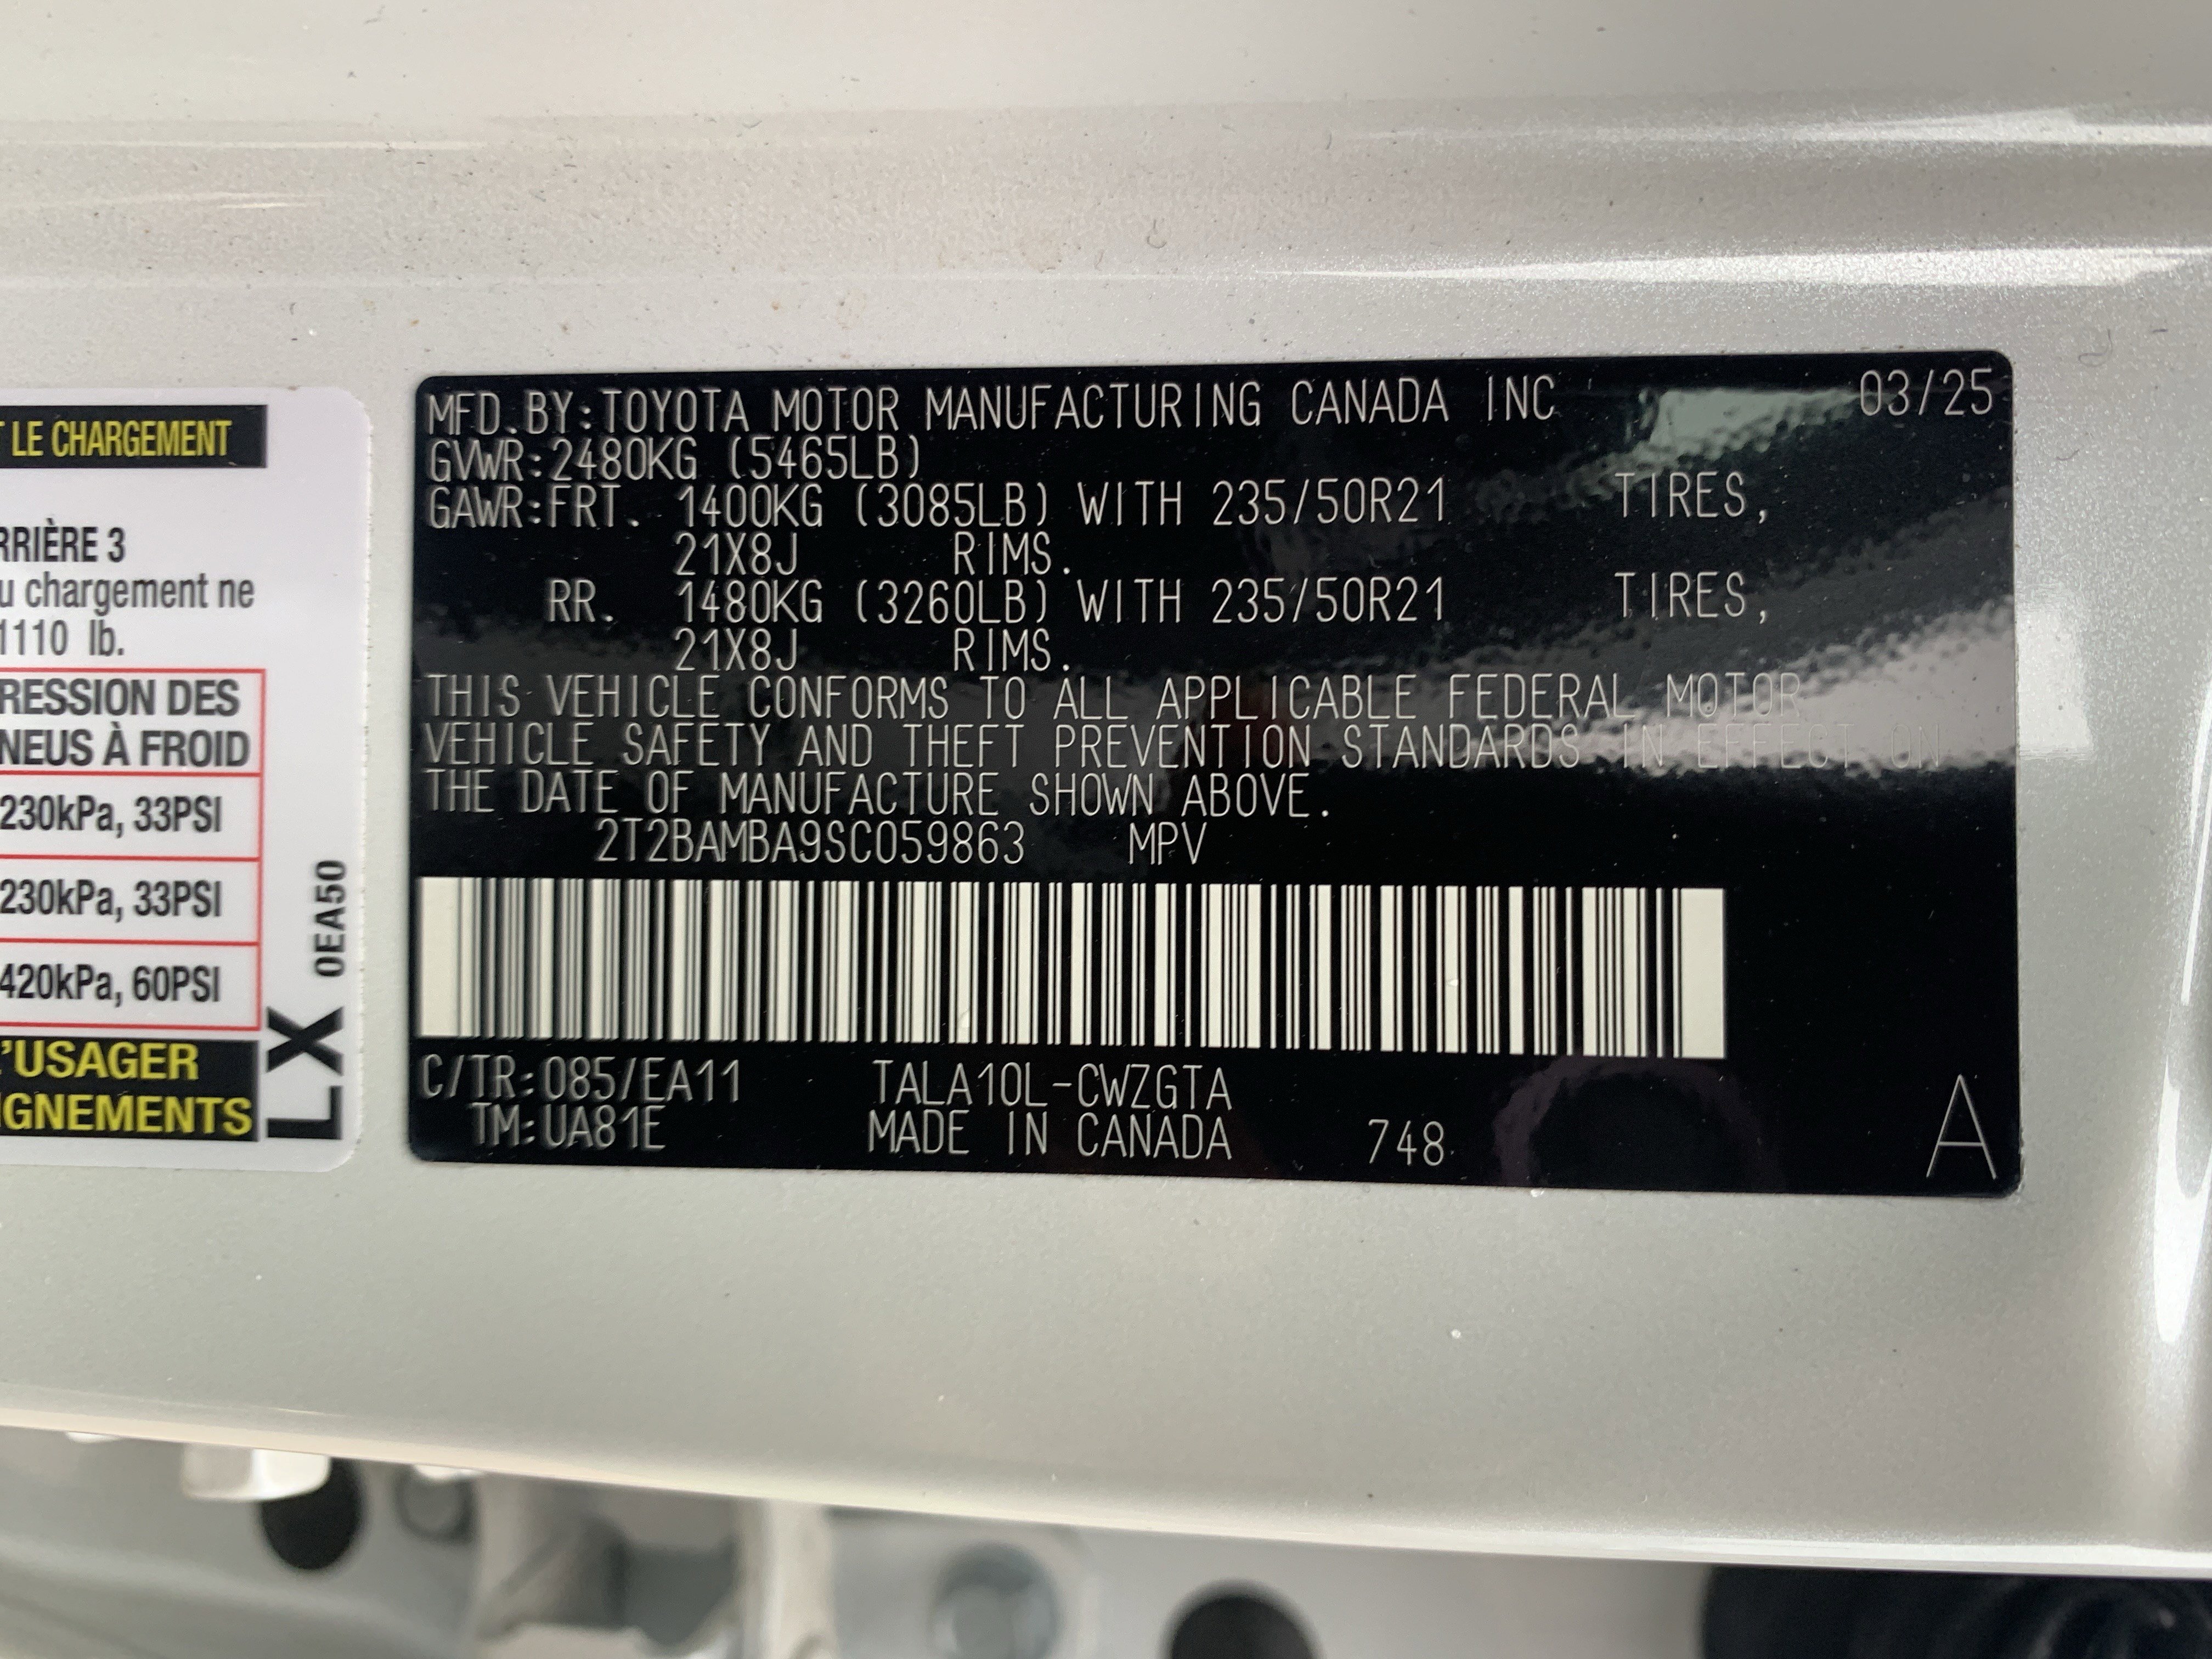 T LE CHARGEMENT
RRIÈRE 3
u chargement ne
1110 lb.
RESSION DES
NEUS À FROID
230kPa, 33PSI
230kPa, 33PSI
420kPa, 60PSI
'USAGER
IGNEMENTS
LX 0EA50
MFD.BY:TOYOTA MOTOR MANUFACTURING CANADA INC 03/25
GVWR:2480KG (5465LB)
GAWR:FRT. 1400KG (3085LB) WITH 235/50R21 TIRES,
21X8J RIMS.
RR. 1480KG (3260LB) WITH 235/50R21 TIRES,
21X8J RIMS.
THIS VEHICLE CONFORMS TO ALL APPLICABLE FEDERAL MOTOR
VEHICLE SAFETY AND THEFT PREVENTION STANDARDS IN EFFECT ON
THE DATE OF MANUFACTURE SHOWN ABOVE.
2T2BAMBA9SC059863 MPV
C/TR:085/EA11 TALA10L-CWZGTA
TM:UA81E MADE IN CANADA 748 A